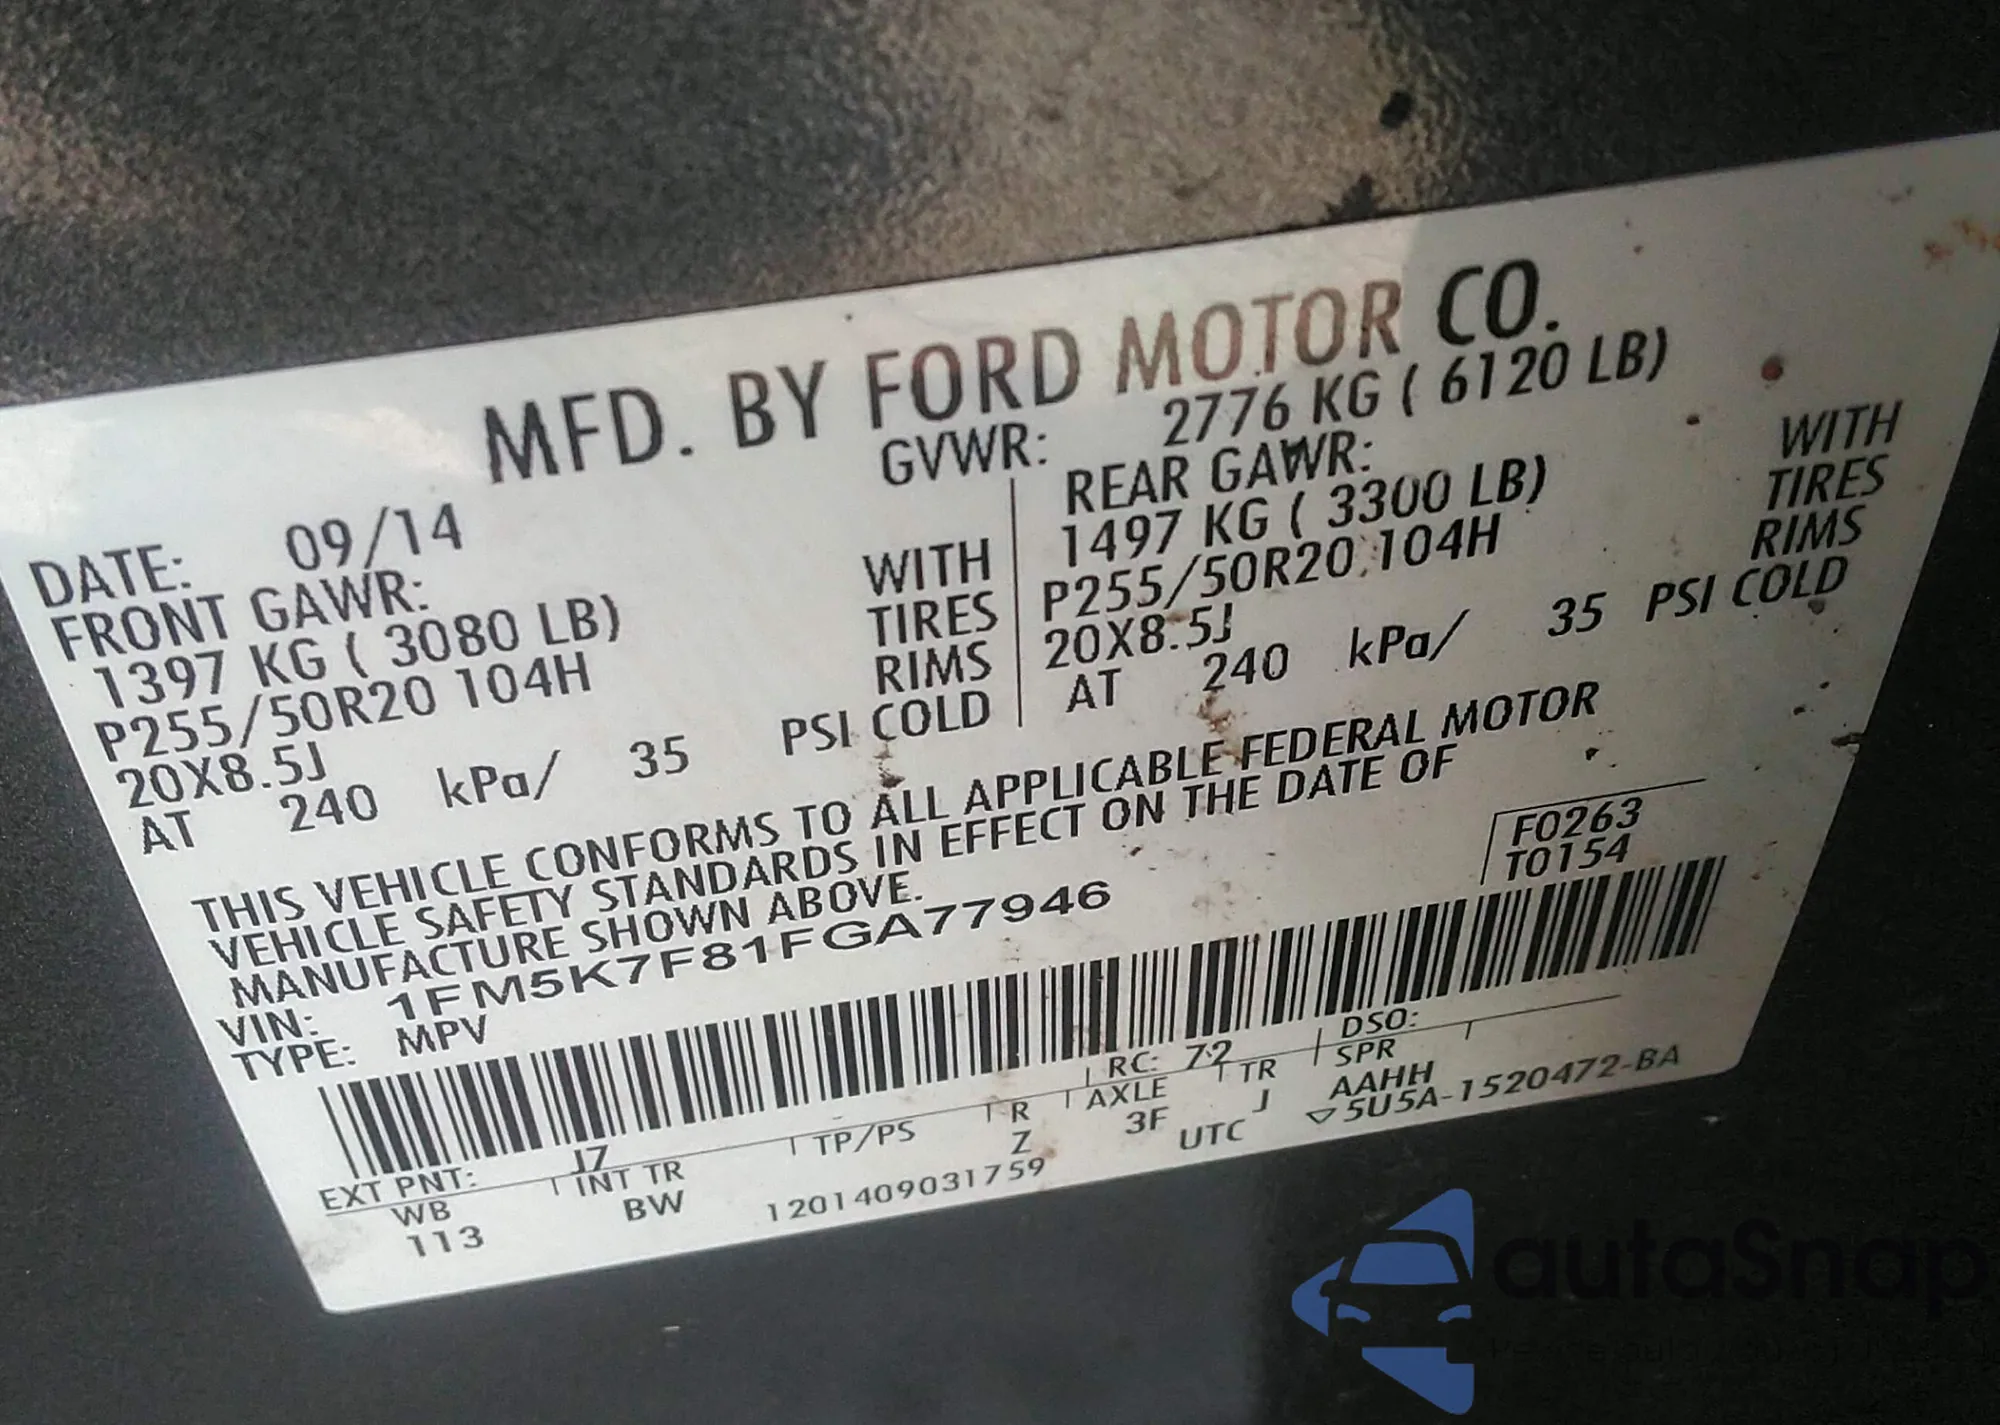 MFD. BY FORD MOTOR CO.
DATE: 09/14 GVWR: 2776 KG ( 6120 LB)
FRONT GAWR: REAR GAWR:
1397 KG ( 3080 LB) WITH 1497 KG ( 3300 LB) WITH
P255/50R20 104H TIRES P255/50R20 104H TIRES
20X8.5J RIMS 20X8.5J RIMS
AT 240 kPa/ 35 PSI COLD AT 240 kPa/ 35 PSI COLD
THIS VEHICLE CONFORMS TO ALL APPLICABLE FEDERAL MOTOR
VEHICLE SAFETY STANDARDS IN EFFECT ON THE DATE OF
MANUFACTURE SHOWN ABOVE.
F0263
T0154
VIN: 1FM5K7F81FGA77946
TYPE: MPV
EXT PNT: J7 RC: 72 DSO:
WB INT TR TP/PS R AXLE TR SPR
113 BW Z 3F J AAHH
1201409031759 UTC ▽5U5A-1520472-BA
autaSnap